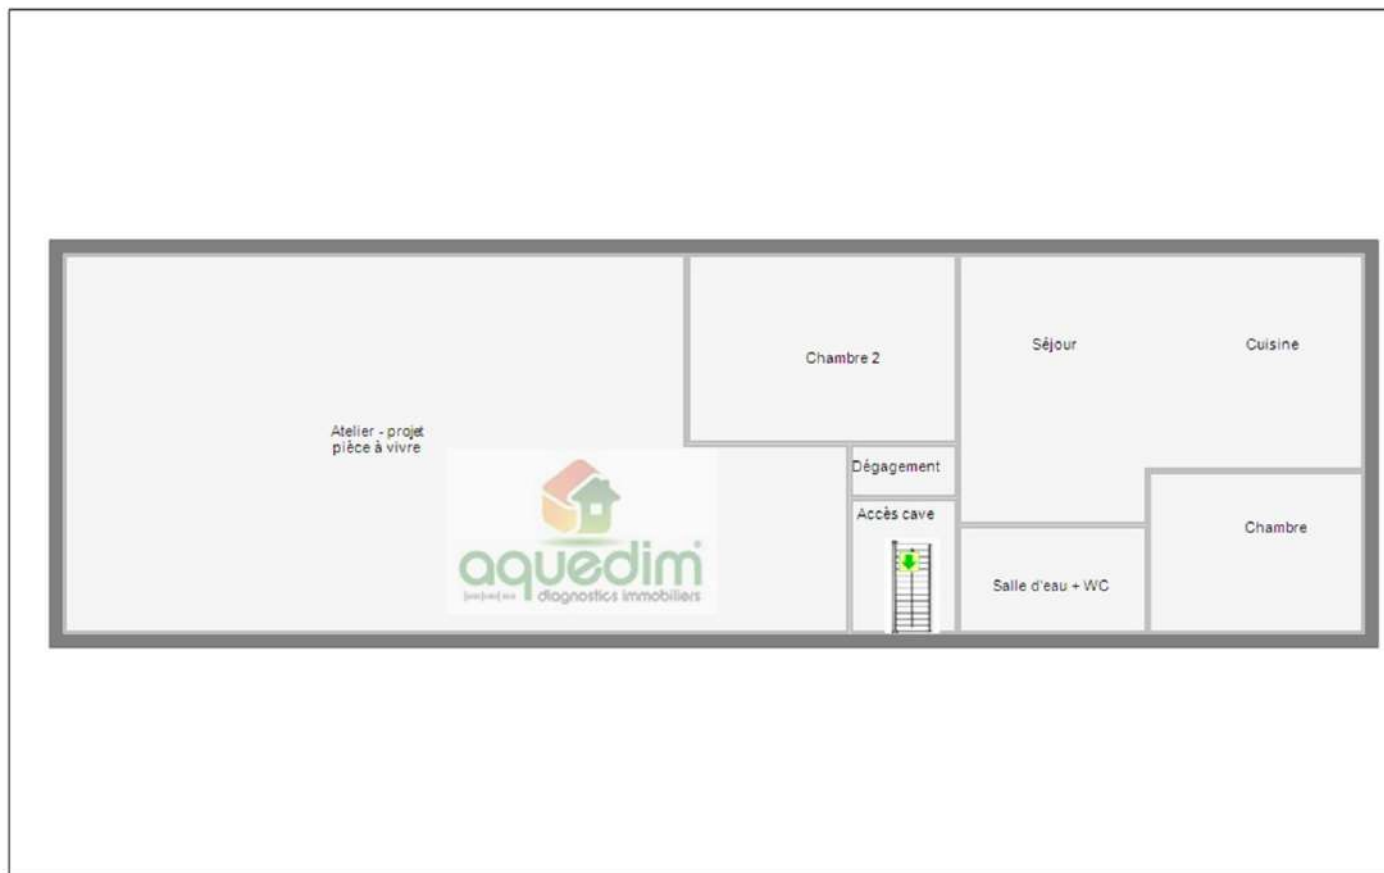 Chambre 2
Séjour
Cuisine
Atelier - projet
pièce à vivre
Dégagement
Accès cave
Chambre
Salle d'eau + WC
aquedim
diagnostics immobiliers